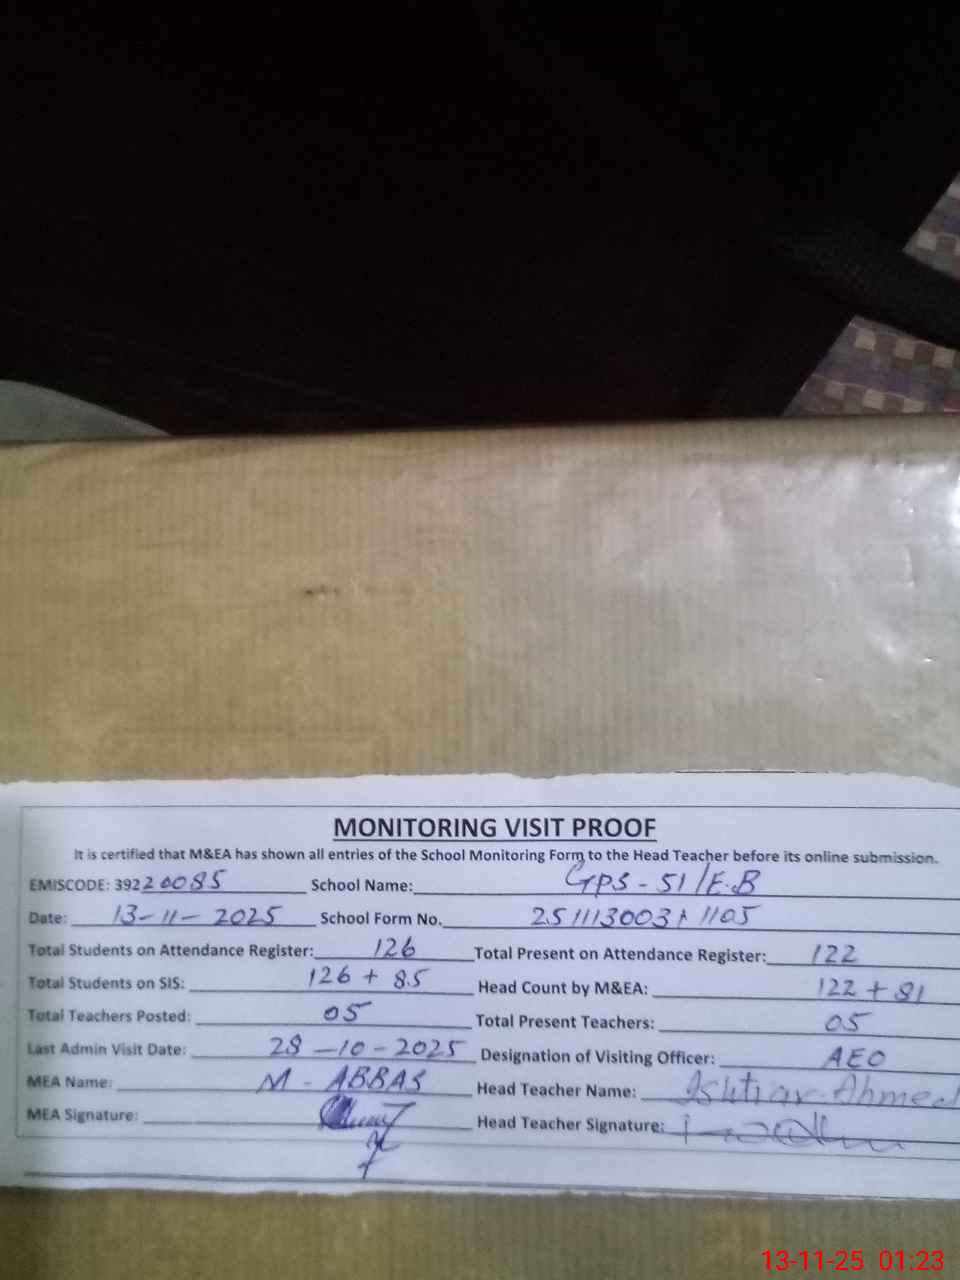 MONITORING VISIT PROOF
It is certified that M&EA has shown all entries of the School Monitoring Form to the Head Teacher before its online submission.
EMISCODE: 39220085 School Name: GPS - 51/E.B
Date: 13-11-2025 School Form No. 251113003 1105
Total Students on Attendance Register: 126 Total Present on Attendance Register: 122
Total Students on SIS: 126 + 85 Head Count by M&EA: 122 + 81
Total Teachers Posted: 05 Total Present Teachers: 05
Last Admin Visit Date: 28-10-2025 Designation of Visiting Officer: AEO
MEA Name: M - ABBAS Head Teacher Name: Ishtiaq Ahmed
MEA Signature: Head Teacher Signature:
13-11-25 01:23